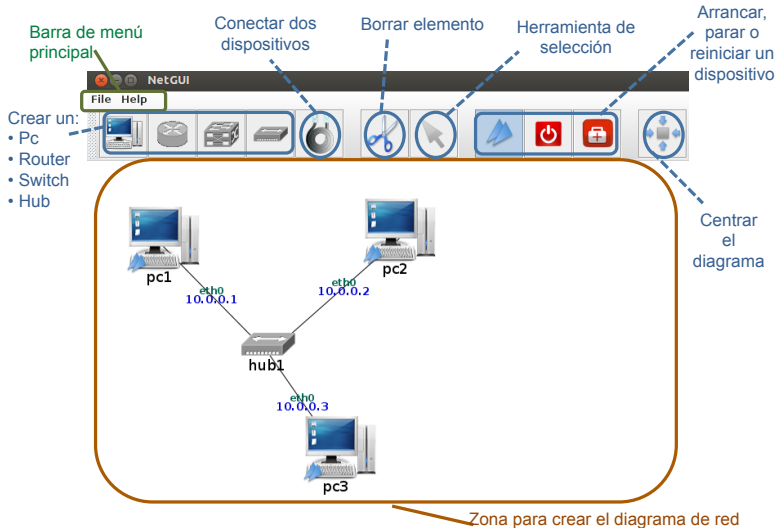 Barra de menú
principal
Conectar dos
dispositivos
Borrar elemento
Herramienta de
selección
Arrancar,
parar o
reiniciar un
dispositivo
NetGUI
File Help
Crear un:
• Pc
• Router
• Switch
• Hub
Centrar
el
diagrama
pc1
pc2
eth0
10.0.0.1
eth0
10.0.0.2
hub1
eth0
10.0.0.3
pc3
Zona para crear el diagrama de red